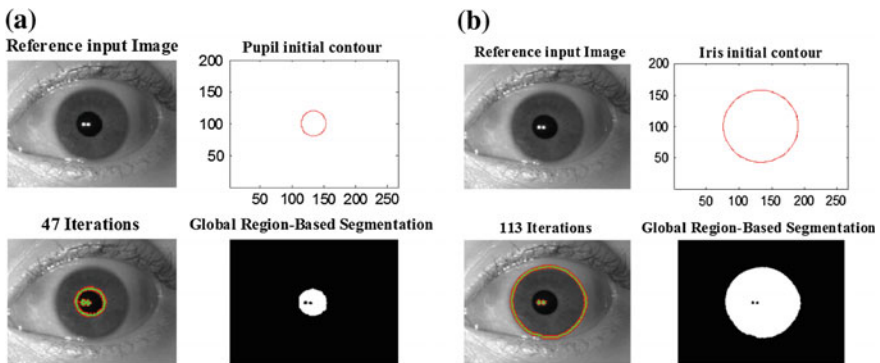 (a)
Reference input Image
Pupil initial contour
200
150
100
50
50 100 150 200 250
47 Iterations
Global Region-Based Segmentation
(b)
Reference input Image
Iris initial contour
200
150
100
50
50 100 150 200 250
113 Iterations
Global Region-Based Segmentation